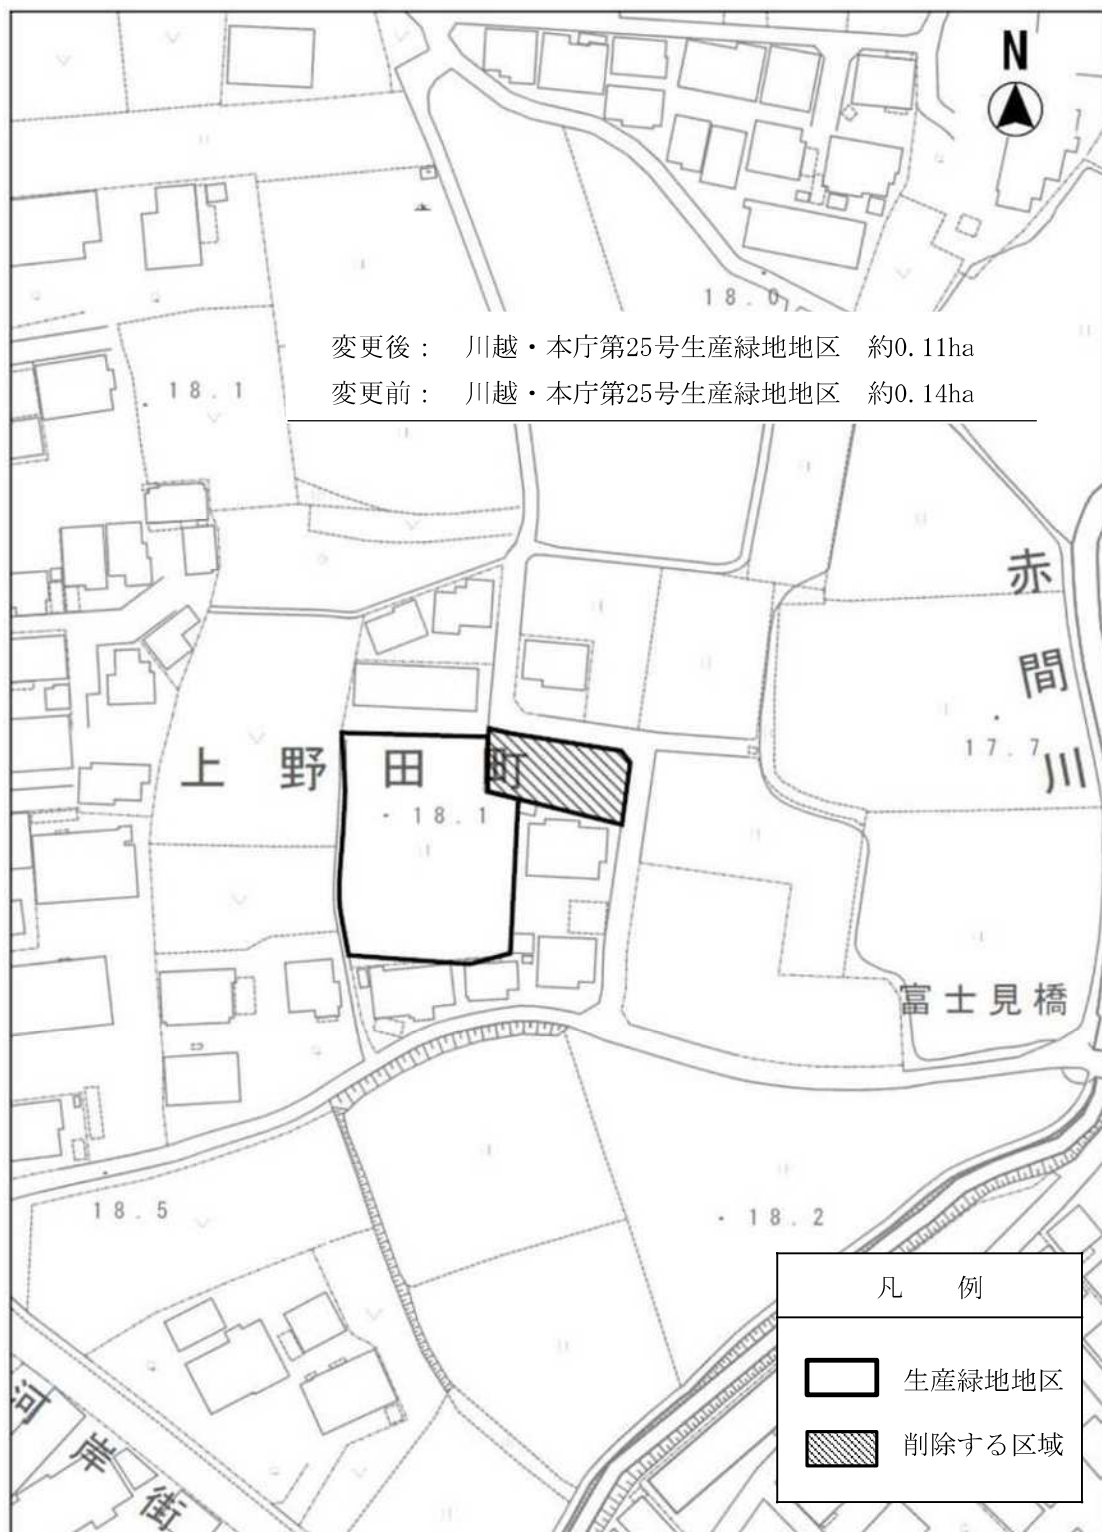 N
18.0
変更後： 川越・本庁第25号生産緑地地区 約0.11ha
変更前： 川越・本庁第25号生産緑地地区 約0.14ha
18.1
赤間川
17.7
上野田町
18.1
富士見橋
18.5
18.2
凡 例
生産緑地地区
削除する区域
河岸街